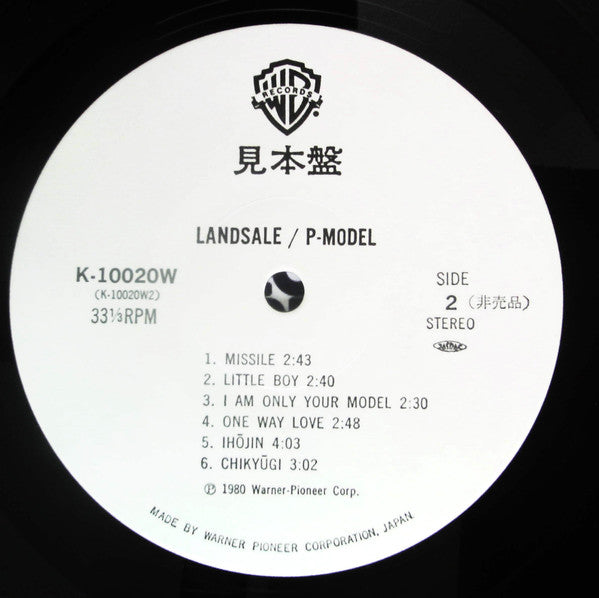 WB
RECORDS
®
見本盤
LANDSALE / P-MODEL
K-10020W
(K-10020W2)
33⅓RPM
SIDE
2 (非売品)
STEREO
JASRAC
1. MISSILE 2:43
2. LITTLE BOY 2:40
3. I AM ONLY YOUR MODEL 2:30
4. ONE WAY LOVE 2:48
5. IHŌJIN 4:03
6. CHIKYŪGI 3:02
Ⓟ 1980 Warner-Pioneer Corp.
MADE BY WARNER PIONEER CORPORATION, JAPAN.